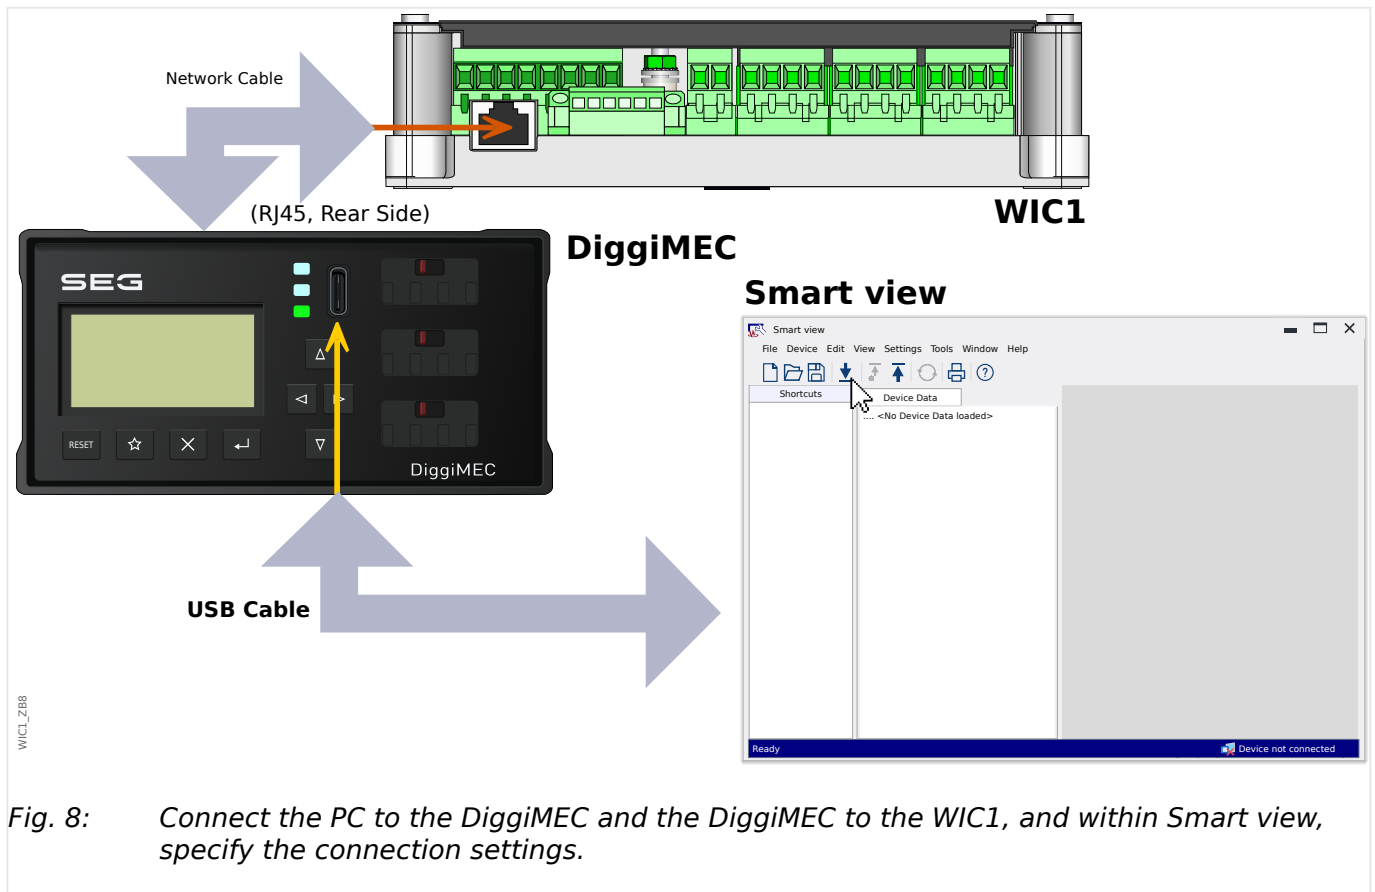 Network Cable
WIC1
(RJ45, Rear Side)
DiggiMEC
SEG
RESET
DiggiMEC
Smart view
Smart view
File Device Edit View Settings Tools Window Help
Shortcuts
Device Data
.... <No Device Data loaded>
Ready
Device not connected
USB Cable
WIC1_ZB8
Fig. 8: Connect the PC to the DiggiMEC and the DiggiMEC to the WIC1, and within Smart view,
specify the connection settings.